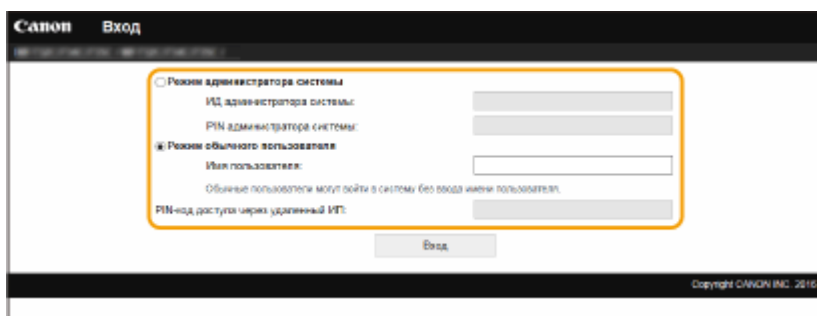 Canon Вход
Режим администратора системы
ИД администратора системы:
PIN администратора системы:
Режим обычного пользователя
Имя пользователя:
Обычные пользователи могут войти в систему без ввода имени пользователя.
PIN-код доступа через удаленный ИП:
Вход
Copyright CANON INC. 2016